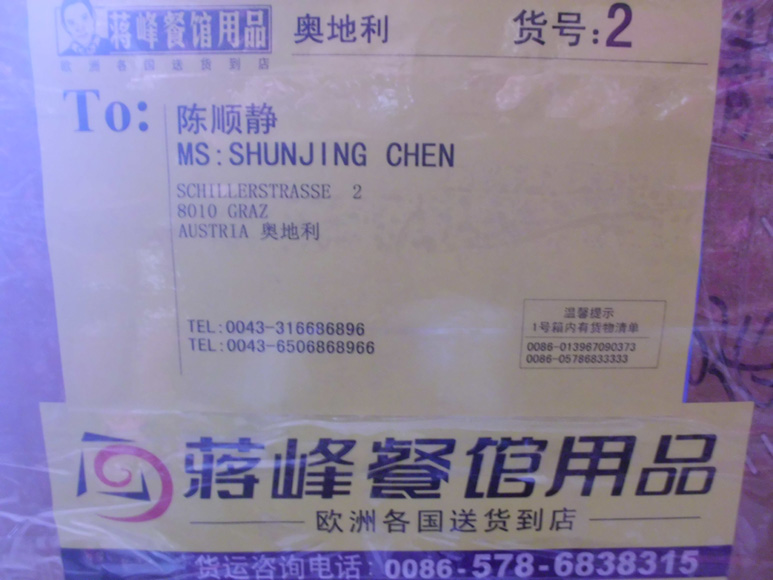 蒋峰餐馆用品 奥地利 货号:2
欧洲各国送货到店
To: 陈顺静
MS:SHUNJING CHEN
SCHILLERSTRASSE 2
8010 GRAZ
AUSTRIA 奥地利
TEL:0043-316686896
TEL:0043-6506868966
温馨提示
1号箱内有货物清单
0086-013967090373
0086-05786833333
蒋峰餐馆用品
欧洲各国送货到店
货运咨询电话: 0086-578-6838315